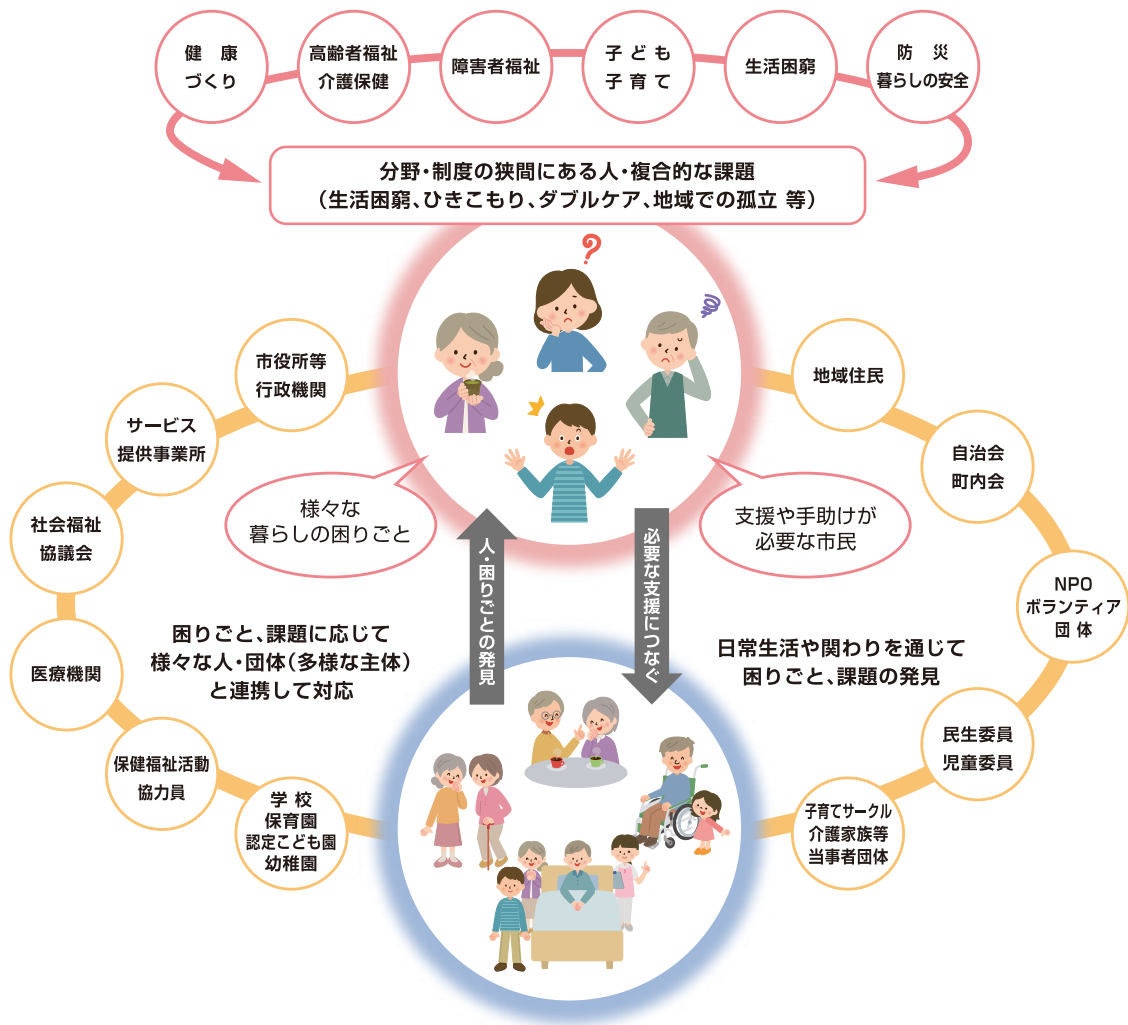 健康
づくり
高齢者福祉
介護保健
障害者福祉
子ども
子育て
生活困窮
防災
暮らしの安全
分野・制度の狭間にある人・複合的な課題
（生活困窮、ひきこもり、ダブルケア、地域での孤立 等）
?
市役所等
行政機関
サービス
提供事業所
社会福祉
協議会
医療機関
保健福祉活動
協力員
学校
保育園
認定こども園
幼稚園
地域住民
自治会
町内会
NPO
ボランティア
団体
民生委員
児童委員
子育てサークル
介護家族等
当事者団体
様々な
暮らしの困りごと
支援や手助けが
必要な市民
人・困りごとの発見
必要な支援につなぐ
困りごと、課題に応じて
様々な人・団体（多様な主体）
と連携して対応
日常生活や関わりを通じて
困りごと、課題の発見